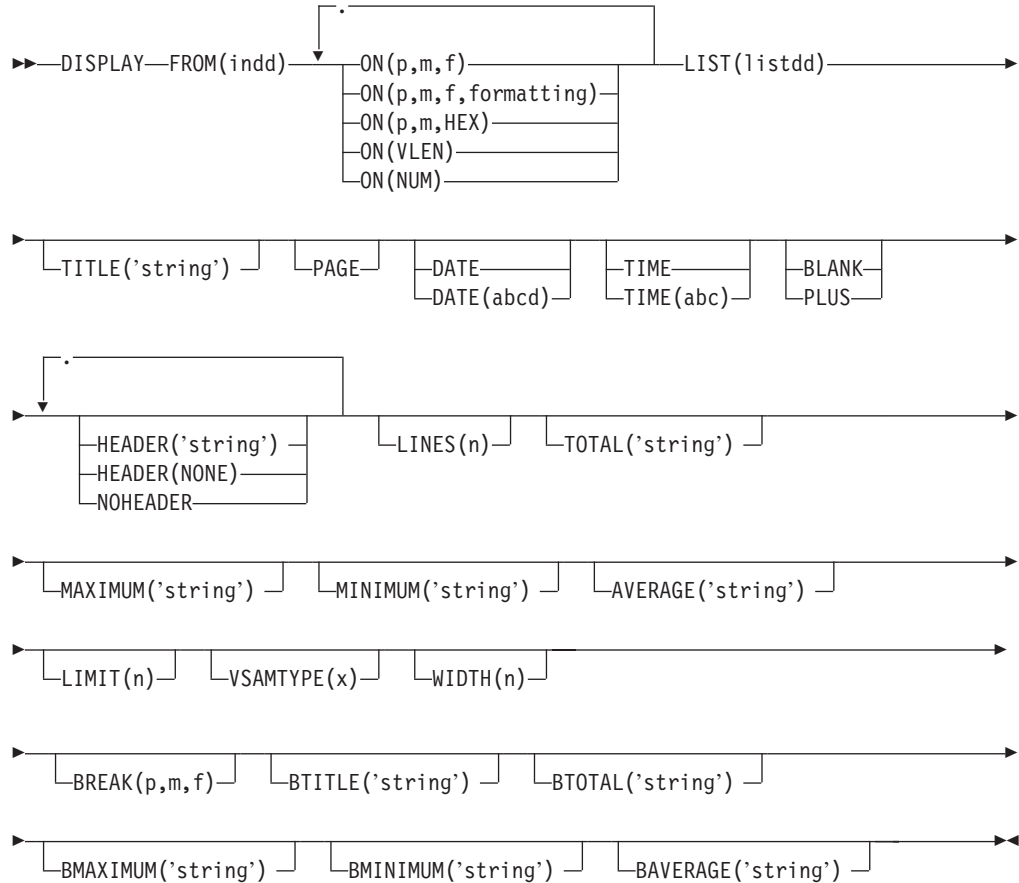 .
DISPLAY FROM(indd) ON(p,m,f) LIST(listdd)
ON(p,m,f,formatting)
ON(p,m,HEX)
ON(VLEN)
ON(NUM)
TITLE(’string’) PAGE DATE TIME BLANK
DATE(abcd) TIME(abc) PLUS
.
HEADER(’string’) LINES(n) TOTAL(’string’)
HEADER(NONE)
NOHEADER
MAXIMUM(’string’) MINIMUM(’string’) AVERAGE(’string’)
LIMIT(n) VSAMTYPE(x) WIDTH(n)
BREAK(p,m,f) BTITLE(’string’) BTOTAL(’string’)
BMAXIMUM(’string’) BMINIMUM(’string’) BAVERAGE(’string’)